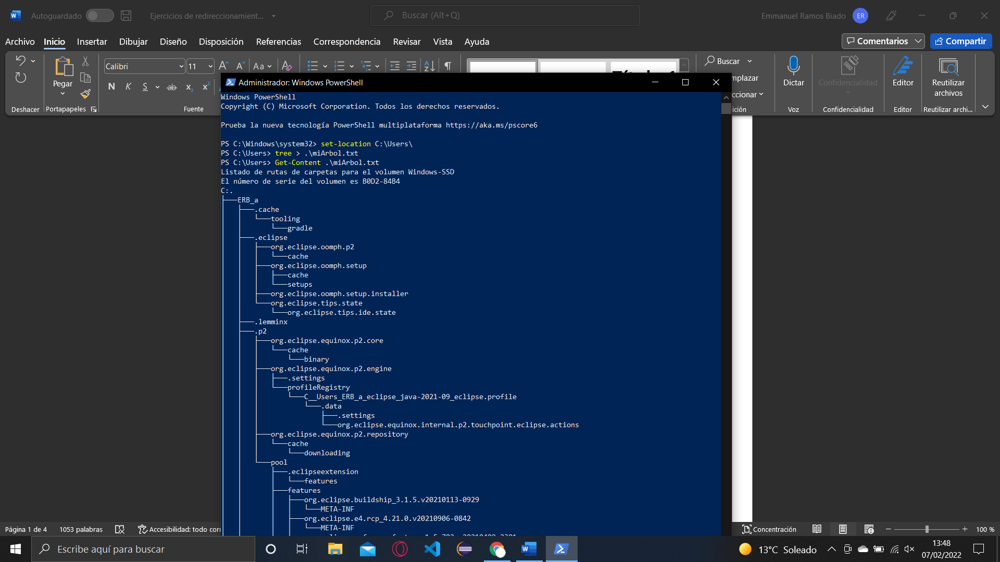 Autoguardado
Ejercicios de redireccionamient...
Buscar (Alt+Q)
Emmanuel Ramos Biado
ER
Archivo Inicio Insertar Dibujar Diseño Disposición Referencias Correspondencia Revisar Vista Ayuda
Comentarios
Compartir
Pegar
Calibri
11
Aa
N K S ab x₂ x²
Buscar
Dictar
Confidencialidad
Editor
Reutilizar
archivos
Deshacer
Portapapeles
Fuente
Voz
Confidencialidad
Editor
Reutilizar archi...
Administrador: Windows PowerShell
Windows PowerShell
Copyright (C) Microsoft Corporation. Todos los derechos reservados.
Prueba la nueva tecnología PowerShell multiplataforma https://aka.ms/pscore6
PS C:\Windows\system32> set-location C:\Users\
PS C:\Users> tree > .\miArbol.txt
PS C:\Users> Get-Content .\miArbol.txt
Listado de rutas de carpetas para el volumen Windows-SSD
El número de serie del volumen es B0D2-84B4
C:.
├───ERB_a
│   ├───.cache
│   │   └───tooling
│   │       └───gradle
│   ├───.eclipse
│   │   ├───org.eclipse.oomph.p2
│   │   │   └───cache
│   │   ├───org.eclipse.oomph.setup
│   │   │   ├───cache
│   │   │   └───setups
│   │   ├───org.eclipse.oomph.setup.installer
│   │   └───org.eclipse.tips.state
│   │       └───org.eclipse.tips.ide.state
│   ├───.lemminx
│   ├───.p2
│   │   ├───org.eclipse.equinox.p2.core
│   │   │   └───cache
│   │   │       └───binary
│   │   ├───org.eclipse.equinox.p2.engine
│   │   │   ├───.settings
│   │   │   └───profileRegistry
│   │   │       └───C__Users_ERB_a_eclipse_java-2021-09_eclipse.profile
│   │   │           └───.data
│   │   │               ├───.settings
│   │   │               └───org.eclipse.equinox.internal.p2.touchpoint.eclipse.actions
│   │   ├───org.eclipse.equinox.p2.repository
│   │   │   └───cache
│   │   │       └───downloading
│   │   └───pool
│   │       ├───.eclipseextension
│   │       │   └───features
│   │       ├───features
│   │       │   ├───org.eclipse.buildship_3.1.5.v20210113-0929
│   │       │   │   └───META-INF
│   │       │   ├───org.eclipse.e4.rcp_4.21.0.v20210906-0842
│   │       │   │   └───META-INF
Página 1 de 4
1053 palabras
Accesibilidad: todo corr
Concentración
100 %
Escribe aquí para buscar
13°C Soleado
13:48
07/02/2022